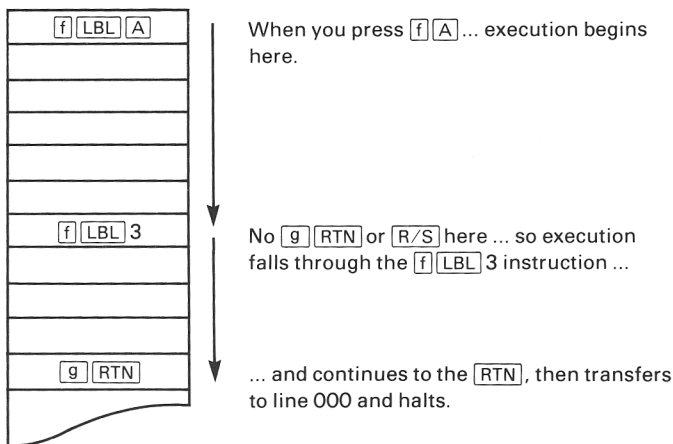 f LBL A
When you press f A ... execution begins
here.
f LBL 3
No g RTN or R/S here ... so execution
falls through the f LBL 3 instruction ...
g RTN
... and continues to the RTN, then transfers
to line 000 and halts.